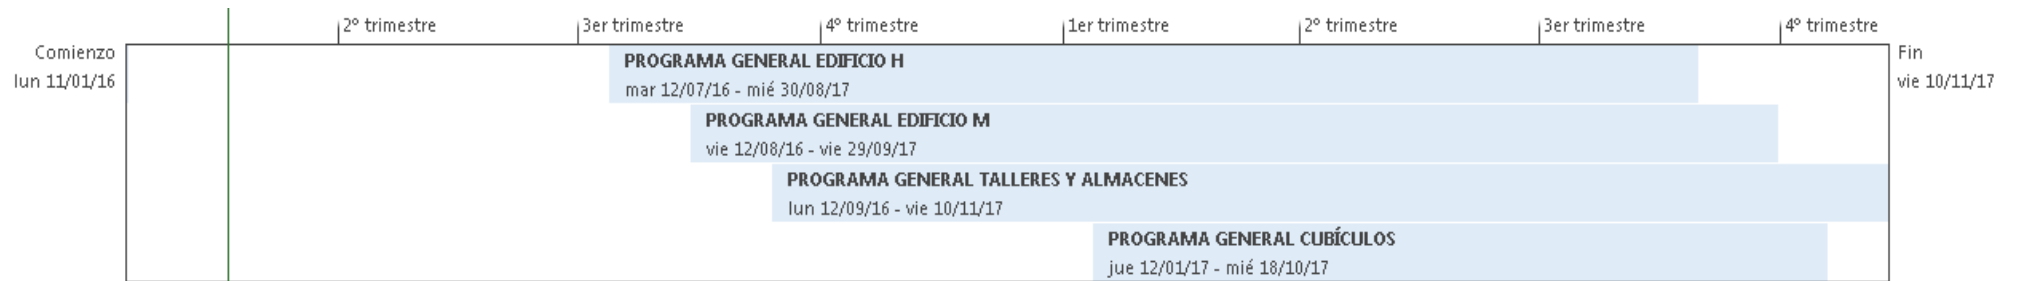 2º trimestre
3er trimestre
4º trimestre
1er trimestre
2º trimestre
3er trimestre
4º trimestre
Comienzo
lun 11/01/16
PROGRAMA GENERAL EDIFICIO H
mar 12/07/16 - mié 30/08/17
Fin
vie 10/11/17
PROGRAMA GENERAL EDIFICIO M
vie 12/08/16 - vie 29/09/17
PROGRAMA GENERAL TALLERES Y ALMACENES
lun 12/09/16 - vie 10/11/17
PROGRAMA GENERAL CUBÍCULOS
jue 12/01/17 - mié 18/10/17